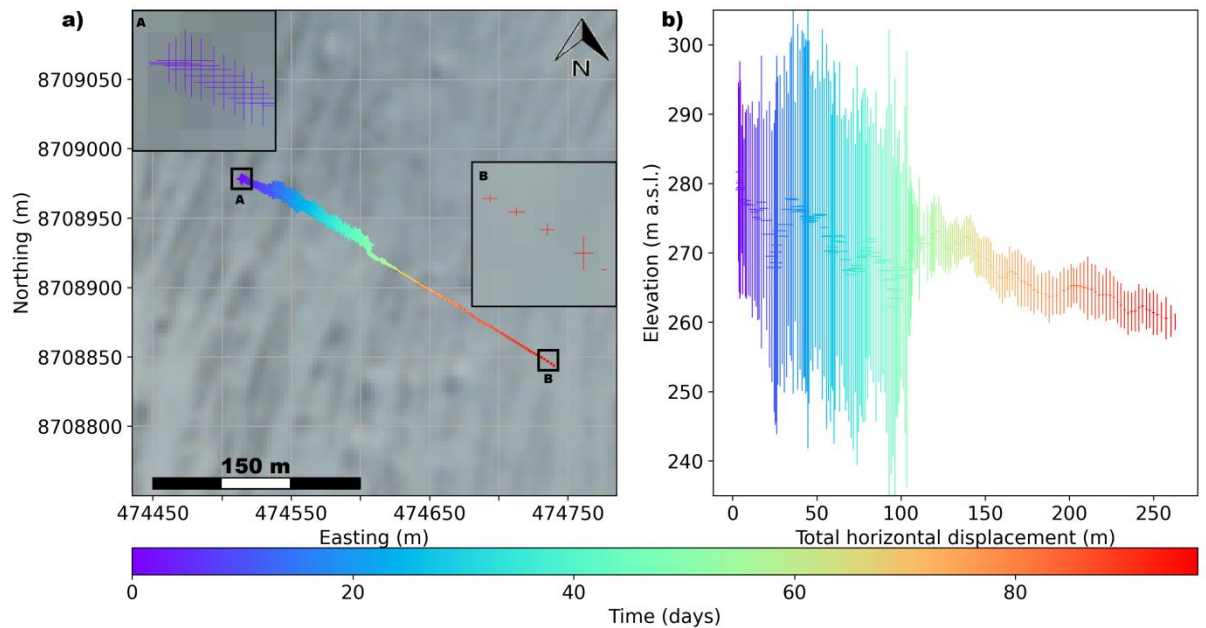 a)
A
N
B
A
B
150 m
8709050
8709000
8708950
8708900
8708850
8708800
Northing (m)
474450 474550 474650 474750
Easting (m)
b)
300
290
280
270
260
250
240
Elevation (m a.s.l.)
0 50 100 150 200 250
Total horizontal displacement (m)
0 20 40 60 80
Time (days)